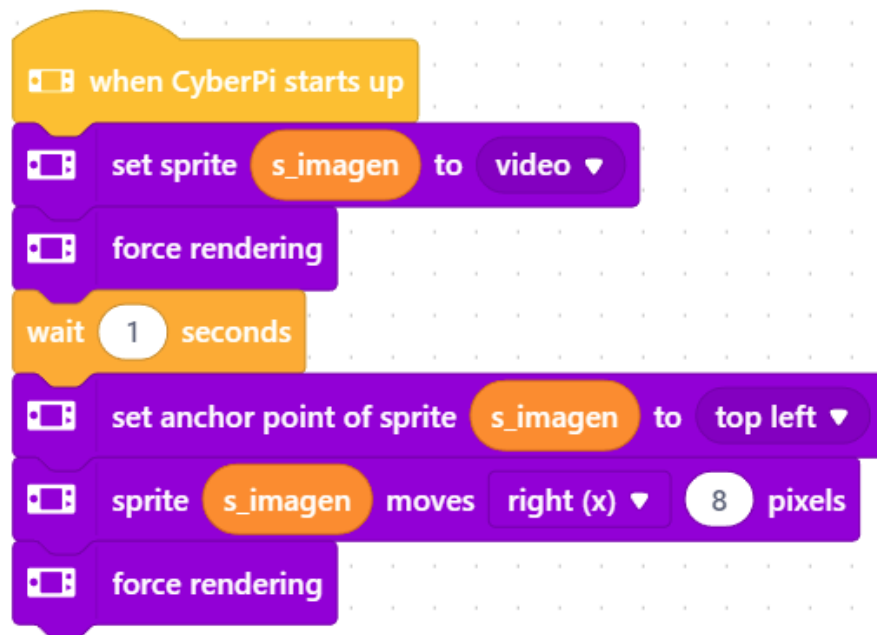 when CyberPi starts up
set sprite s_imagen to video
force rendering
wait 1 seconds
set anchor point of sprite s_imagen to top left
sprite s_imagen moves right (x) 8 pixels
force rendering